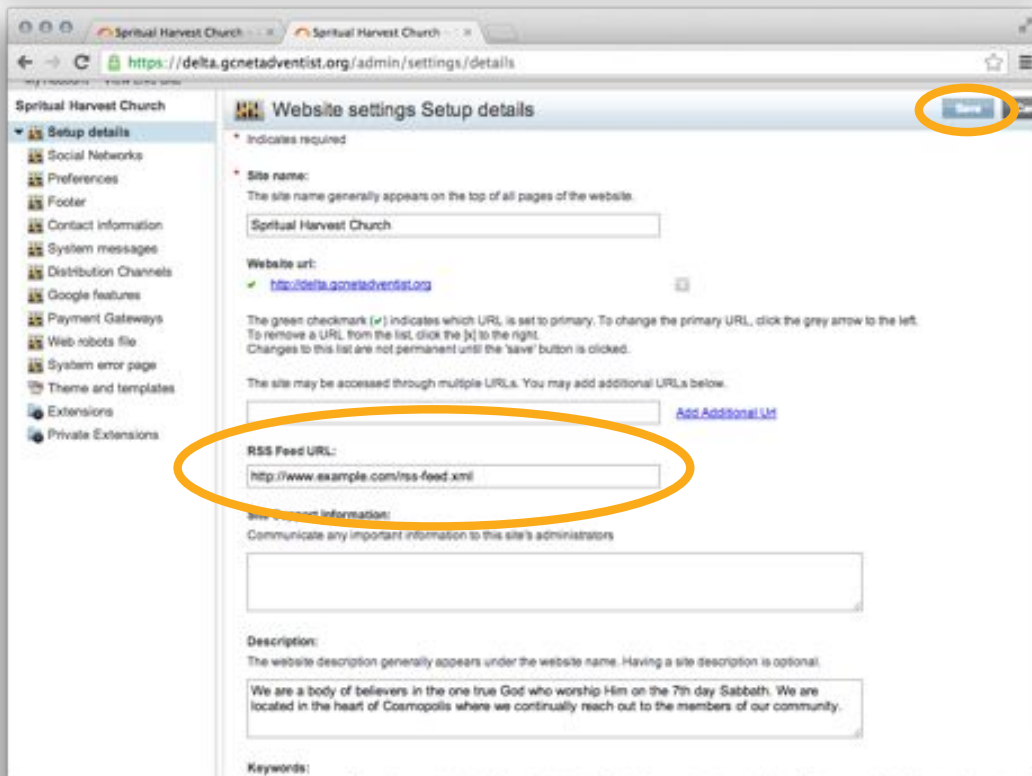 Spritual Harvest Church
Spritual Harvest Church
https://delta.gcnetadventist.org/admin/settings/details
My Account View Live Site
Spritual Harvest Church
Setup details
Social Networks
Preferences
Footer
Contact information
System messages
Distribution Channels
Google features
Payment Gateways
Web robots file
System error page
Theme and templates
Extensions
Private Extensions
Website settings Setup details
Save
* Indicates required
* Site name:
The site name generally appears on the top of all pages of the website.
Spritual Harvest Church
Website url:
✔ http://delta.gcnetadventist.org
x
The green checkmark (✔) indicates which URL is set to primary. To change the primary URL, click the grey arrow to the left.
To remove a URL from the list, click the [x] to the right.
Changes to this list are not permanent until the 'save' button is clicked.
The site may be accessed through multiple URLs. You may add additional URLs below.
Add Additional Url
RSS Feed URL:
http://www.example.com/rss-feed.xml
Site Support Information:
Communicate any important information to this site's administrators
Description:
The website description generally appears under the website name. Having a site description is optional.
We are a body of believers in the one true God who worship Him on the 7th day Sabbath. We are
located in the heart of Cosmopolis where we continually reach out to the members of our community.
Keywords: